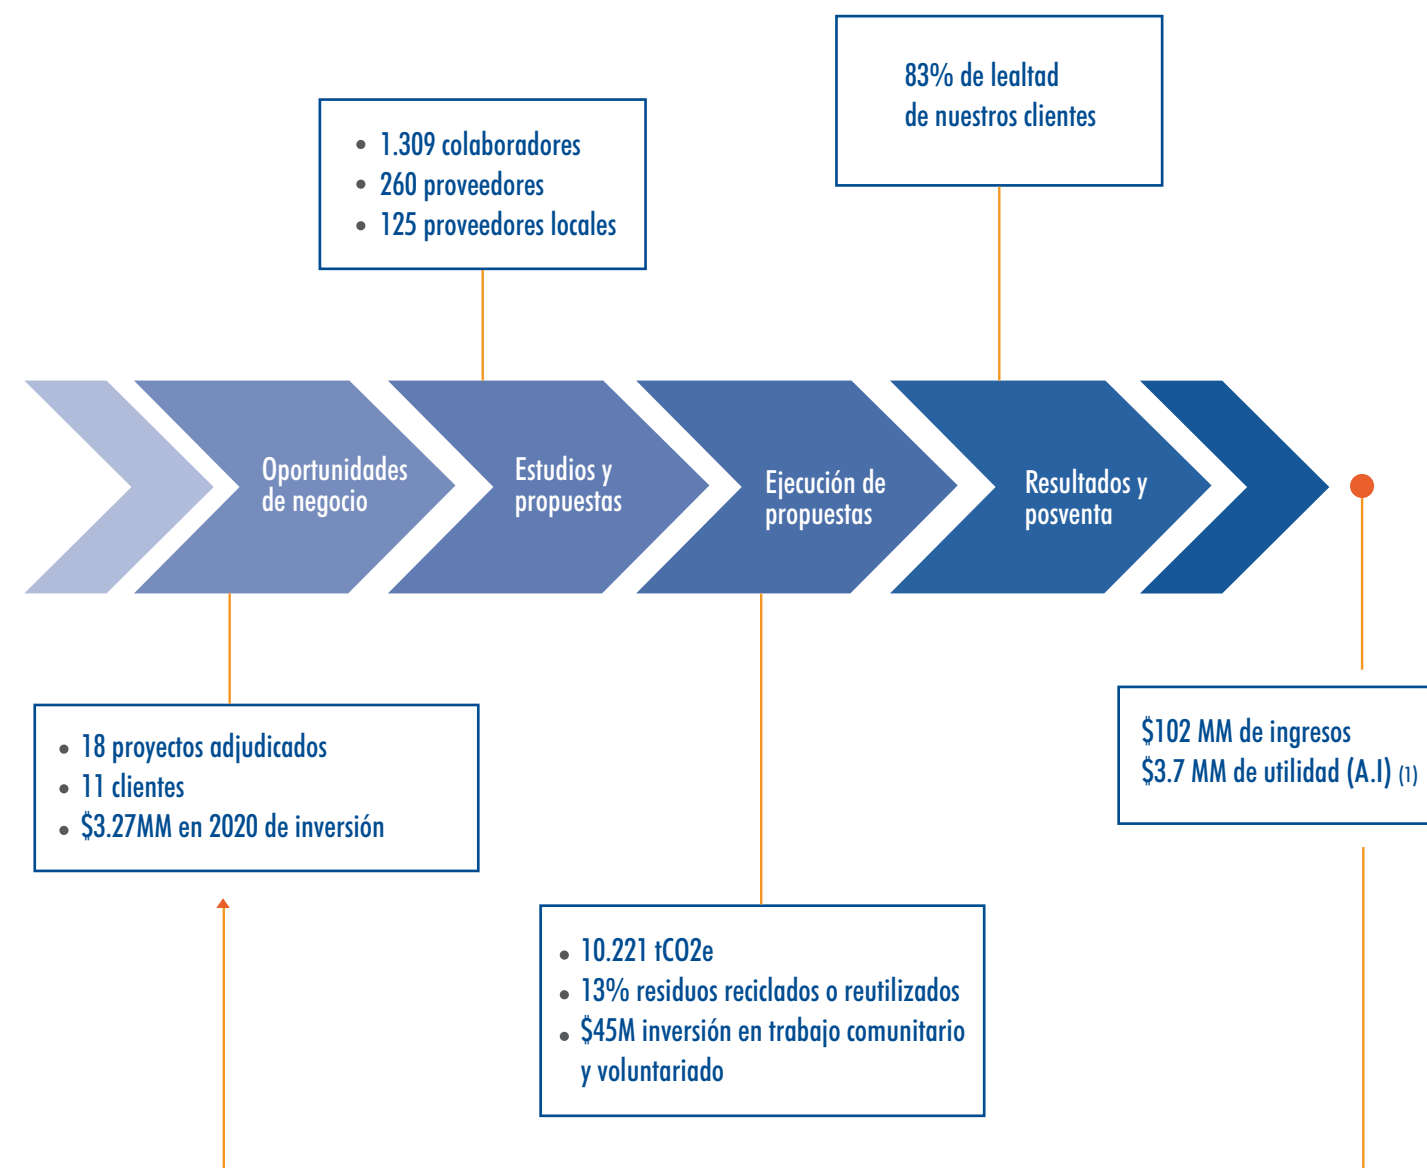 83% de lealtad
de nuestros clientes
1.309 colaboradores
260 proveedores
125 proveedores locales
Oportunidades
de negocio
Estudios y
propuestas
Ejecución de
propuestas
Resultados y
posventa
18 proyectos adjudicados
11 clientes
$3.27MM en 2020 de inversión
$102 MM de ingresos
$3.7 MM de utilidad (A.I) (1)
10.221 tCO2e
13% residuos reciclados o reutilizados
$45M inversión en trabajo comunitario
y voluntariado